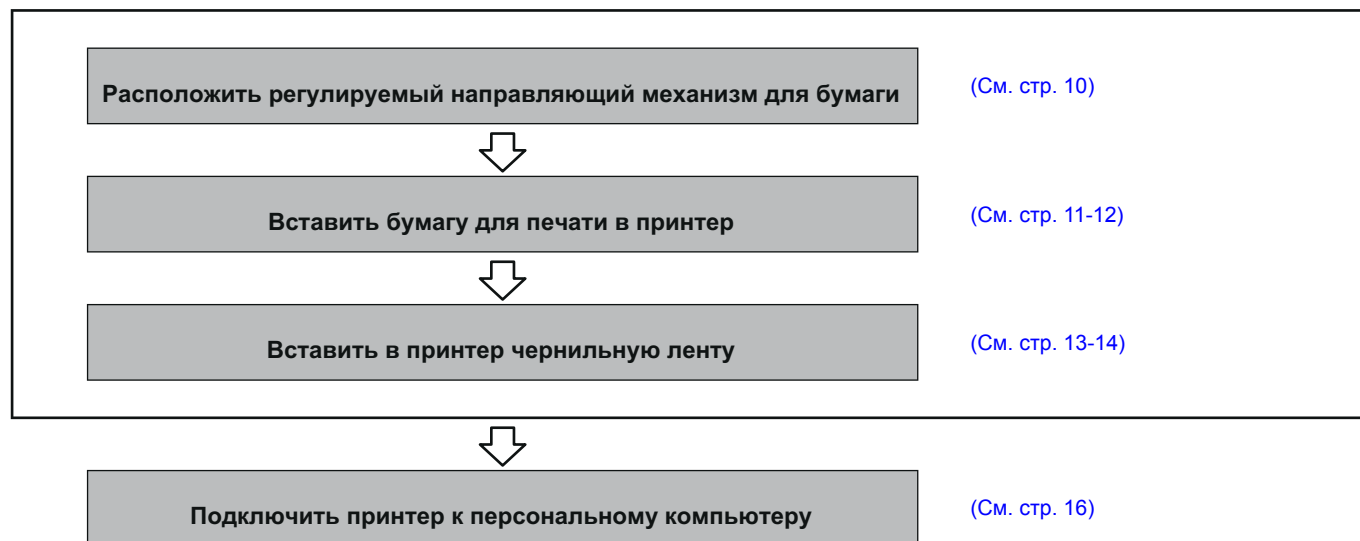 Расположить регулируемый направляющий механизм для бумаги (См. стр. 10)
Вставить бумагу для печати в принтер (См. стр. 11-12)
Вставить в принтер чернильную ленту (См. стр. 13-14)
Подключить принтер к персональному компьютеру (См. стр. 16)